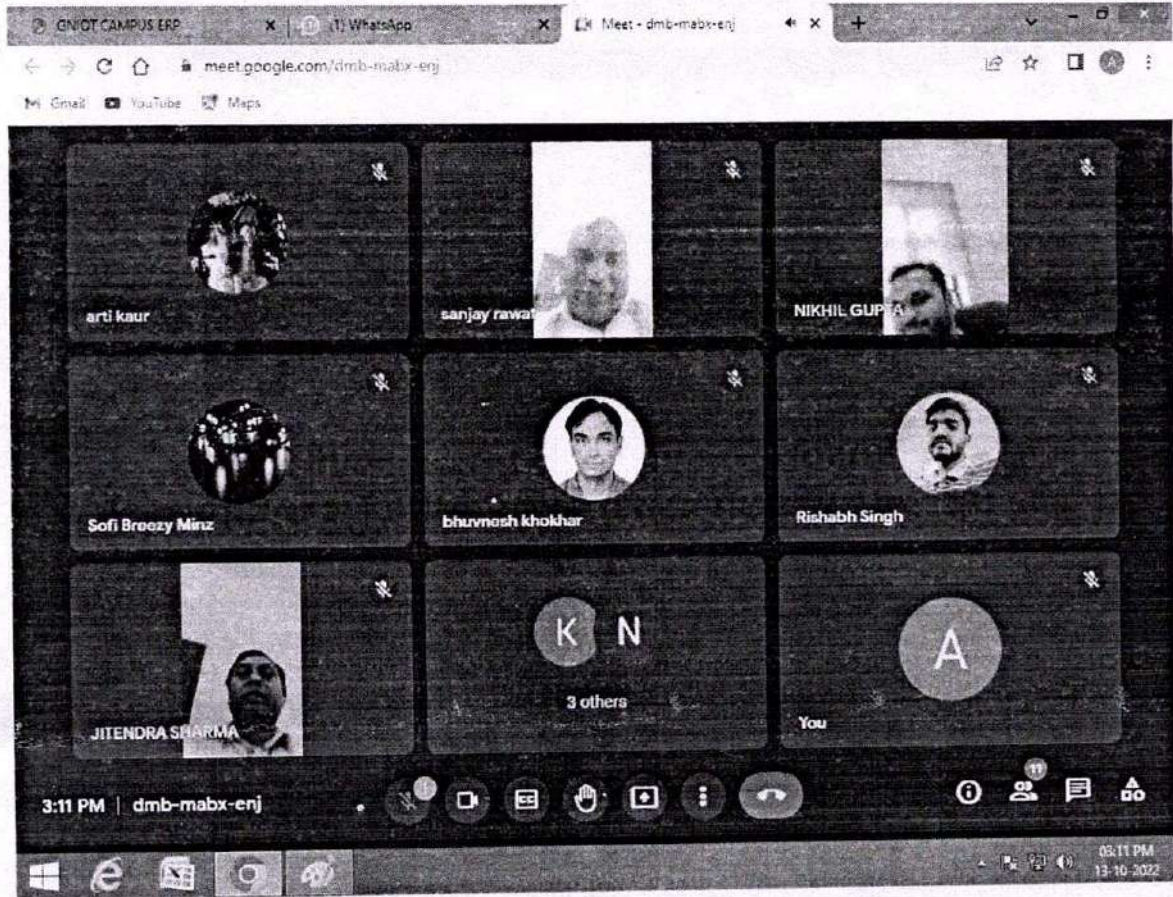 GNIOT CAMPUS ERP
(1) WhatsApp
Meet - dmb-mabx-enj
meet.google.com/dmb-mabx-enj
Gmail YouTube Maps
arti kaur
sanjay rawat
NIKHIL GUPTA
Sofi Breezy Minz
bhuvnesh khokhar
Rishabh Singh
JITENDRA SHARMA
K N
3 others
A
You
3:11 PM | dmb-mabx-enj
11
03:11 PM
13-10-2022